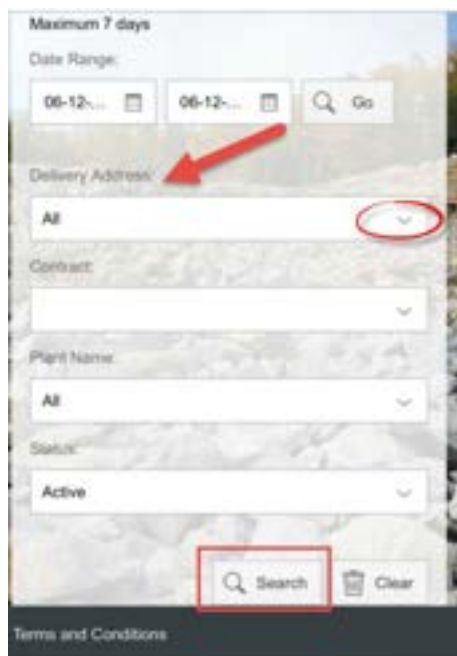 Maximum 7 days
Date Range:
06-12-... 06-12-... Go
Delivery Address:
All
Contract:
Plant Name:
All
Status:
Active
Search Clear
Terms and Conditions